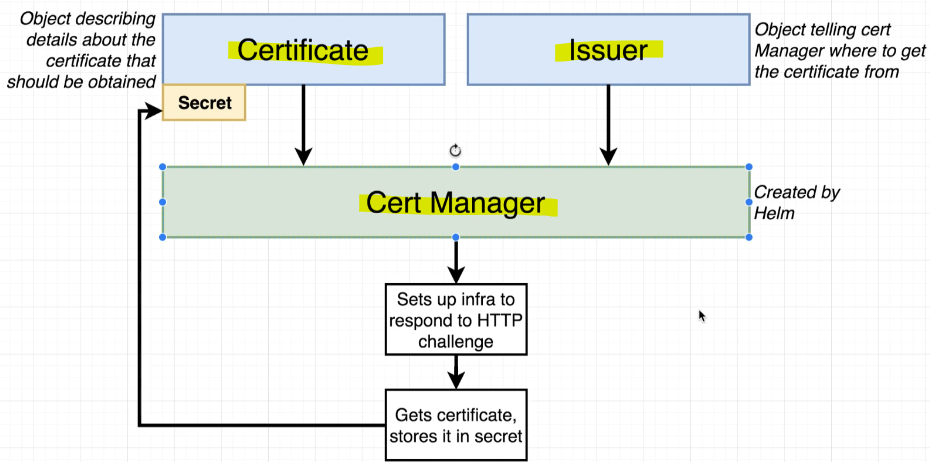 Object describing
details about the
certificate that
should be obtained
Certificate
Issuer
Object telling cert
Manager where to get
the certificate from
Secret
Cert Manager
Created by
Helm
Sets up infra to
respond to HTTP
challenge
Gets certificate,
stores it in secret